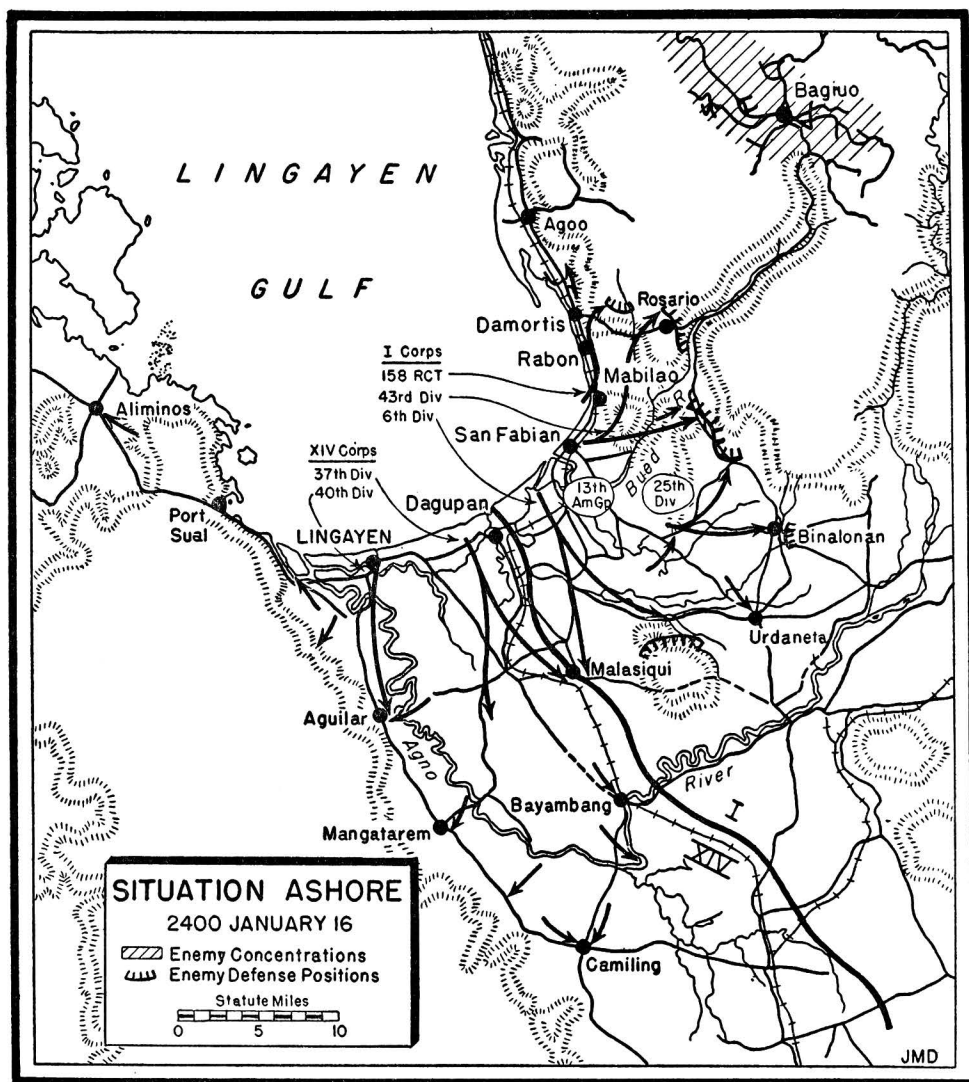 Bagiuo
LINGAYEN
GULF
Agoo
Rosario
Damortis
Rabon
I Corps
158 RCT
43rd Div
6th Div.
Mabilao
Aliminos
San Fabian
Bued R.
XIV Corps
37th Div
40th Div
Dagupan
13th
Am Gp
25th
Div
Port
Sual
LINGAYEN
Binalonan
Urdaneta
Malasiqui
Aguilar
Agno
River
Bayambang
I
XIV
Mangatarem
Camiling
SITUATION ASHORE
2400 JANUARY 16
Enemy Concentrations
Enemy Defense Positions
Statute Miles
0 5 10
JMD